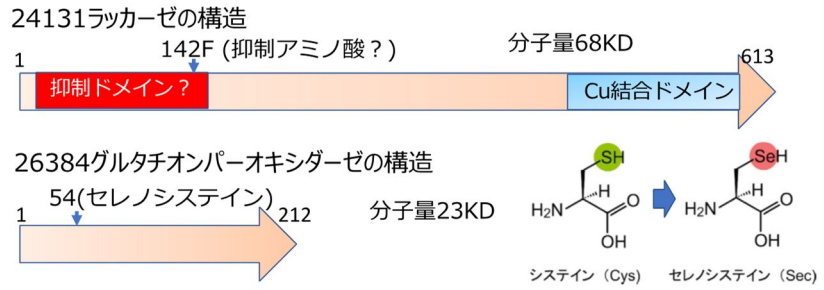 24131ラッカーゼの構造
142F (抑制アミノ酸？)
分子量68KD
1
613
抑制ドメイン？
Cu結合ドメイン
26384グルタチオンパーオキシダーゼの構造
54(セレノシステイン)
1
212
分子量23KD
SH
H
H₂N
O
OH
SeH
H
H₂N
O
OH
システイン（Cys)
セレノシステイン（Sec)